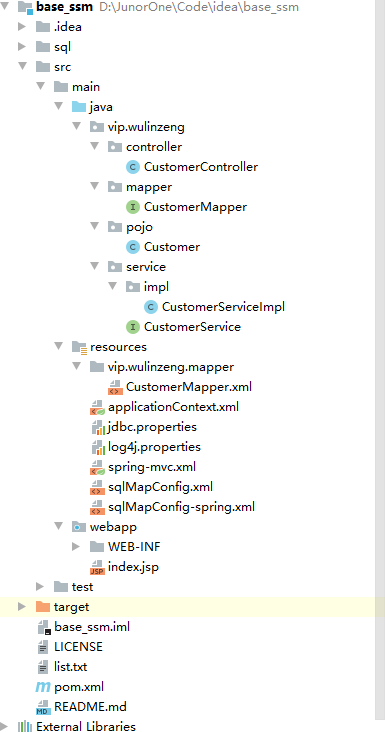 base_ssm D:\JunorOne\Code\idea\base_ssm
.idea
sql
src
main
java
vip.wulinzeng
controller
CustomerController
mapper
CustomerMapper
pojo
Customer
service
impl
CustomerServiceImpl
CustomerService
resources
vip.wulinzeng.mapper
CustomerMapper.xml
applicationContext.xml
jdbc.properties
log4j.properties
spring-mvc.xml
sqlMapConfig.xml
sqlMapConfig-spring.xml
webapp
WEB-INF
index.jsp
test
target
base_ssm.iml
LICENSE
list.txt
pom.xml
README.md
External Libraries